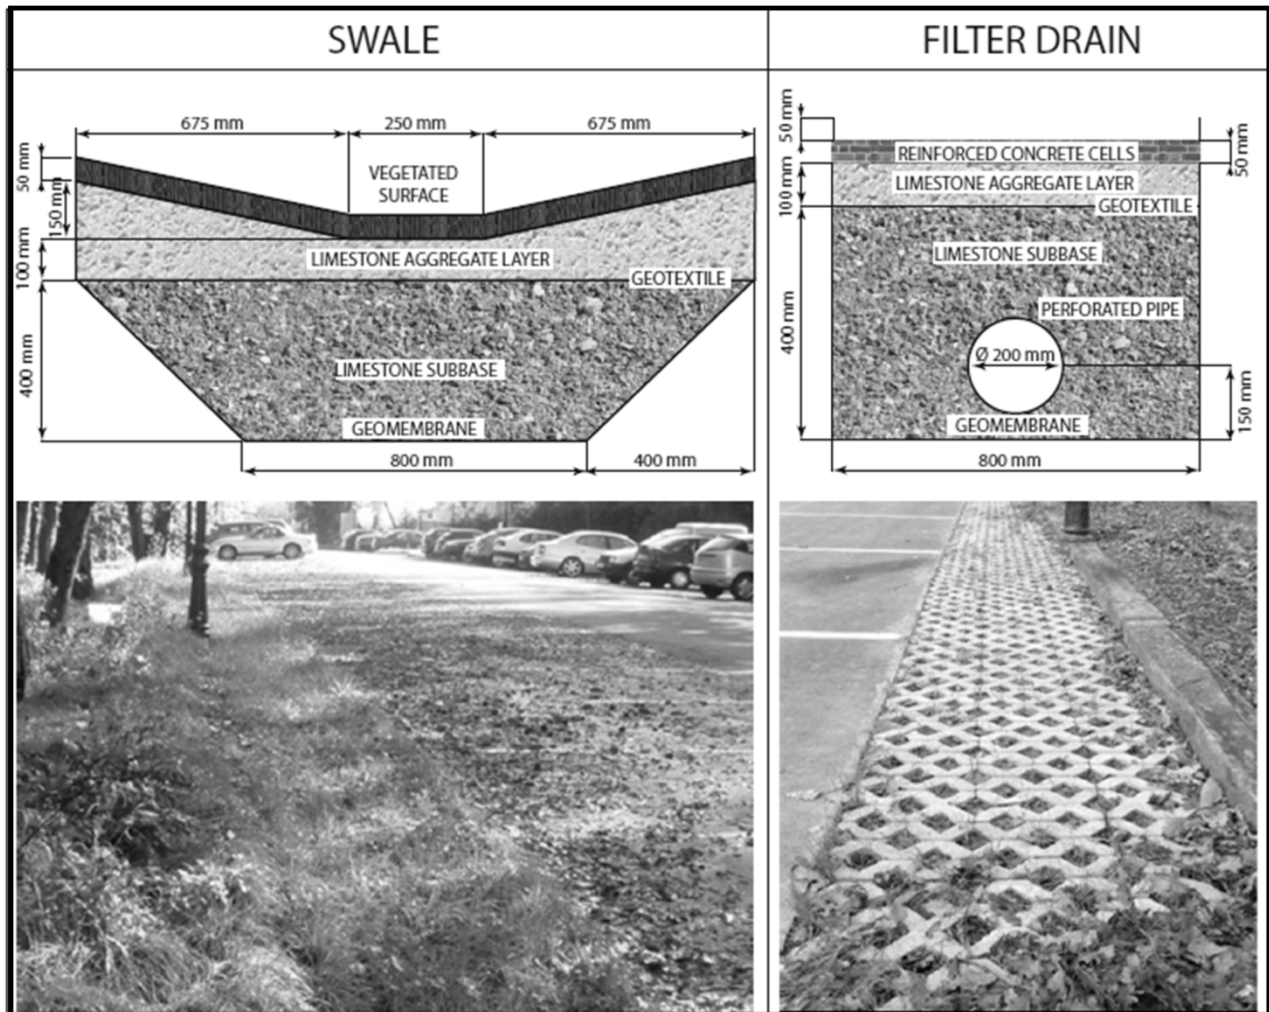 SWALE
FILTER DRAIN
675 mm
250 mm
675 mm
50 mm
150 mm
100 mm
400 mm
VEGETATED
SURFACE
LIMESTONE AGGREGATE LAYER
GEOTEXTILE
LIMESTONE SUBBASE
GEOMEMBRANE
800 mm
400 mm
50 mm
100 mm
400 mm
REINFORCED CONCRETE CELLS
50 mm
LIMESTONE AGGREGATE LAYER
GEOTEXTILE
LIMESTONE SUBBASE
PERFORATED PIPE
Ø 200 mm
150 mm
GEOMEMBRANE
800 mm